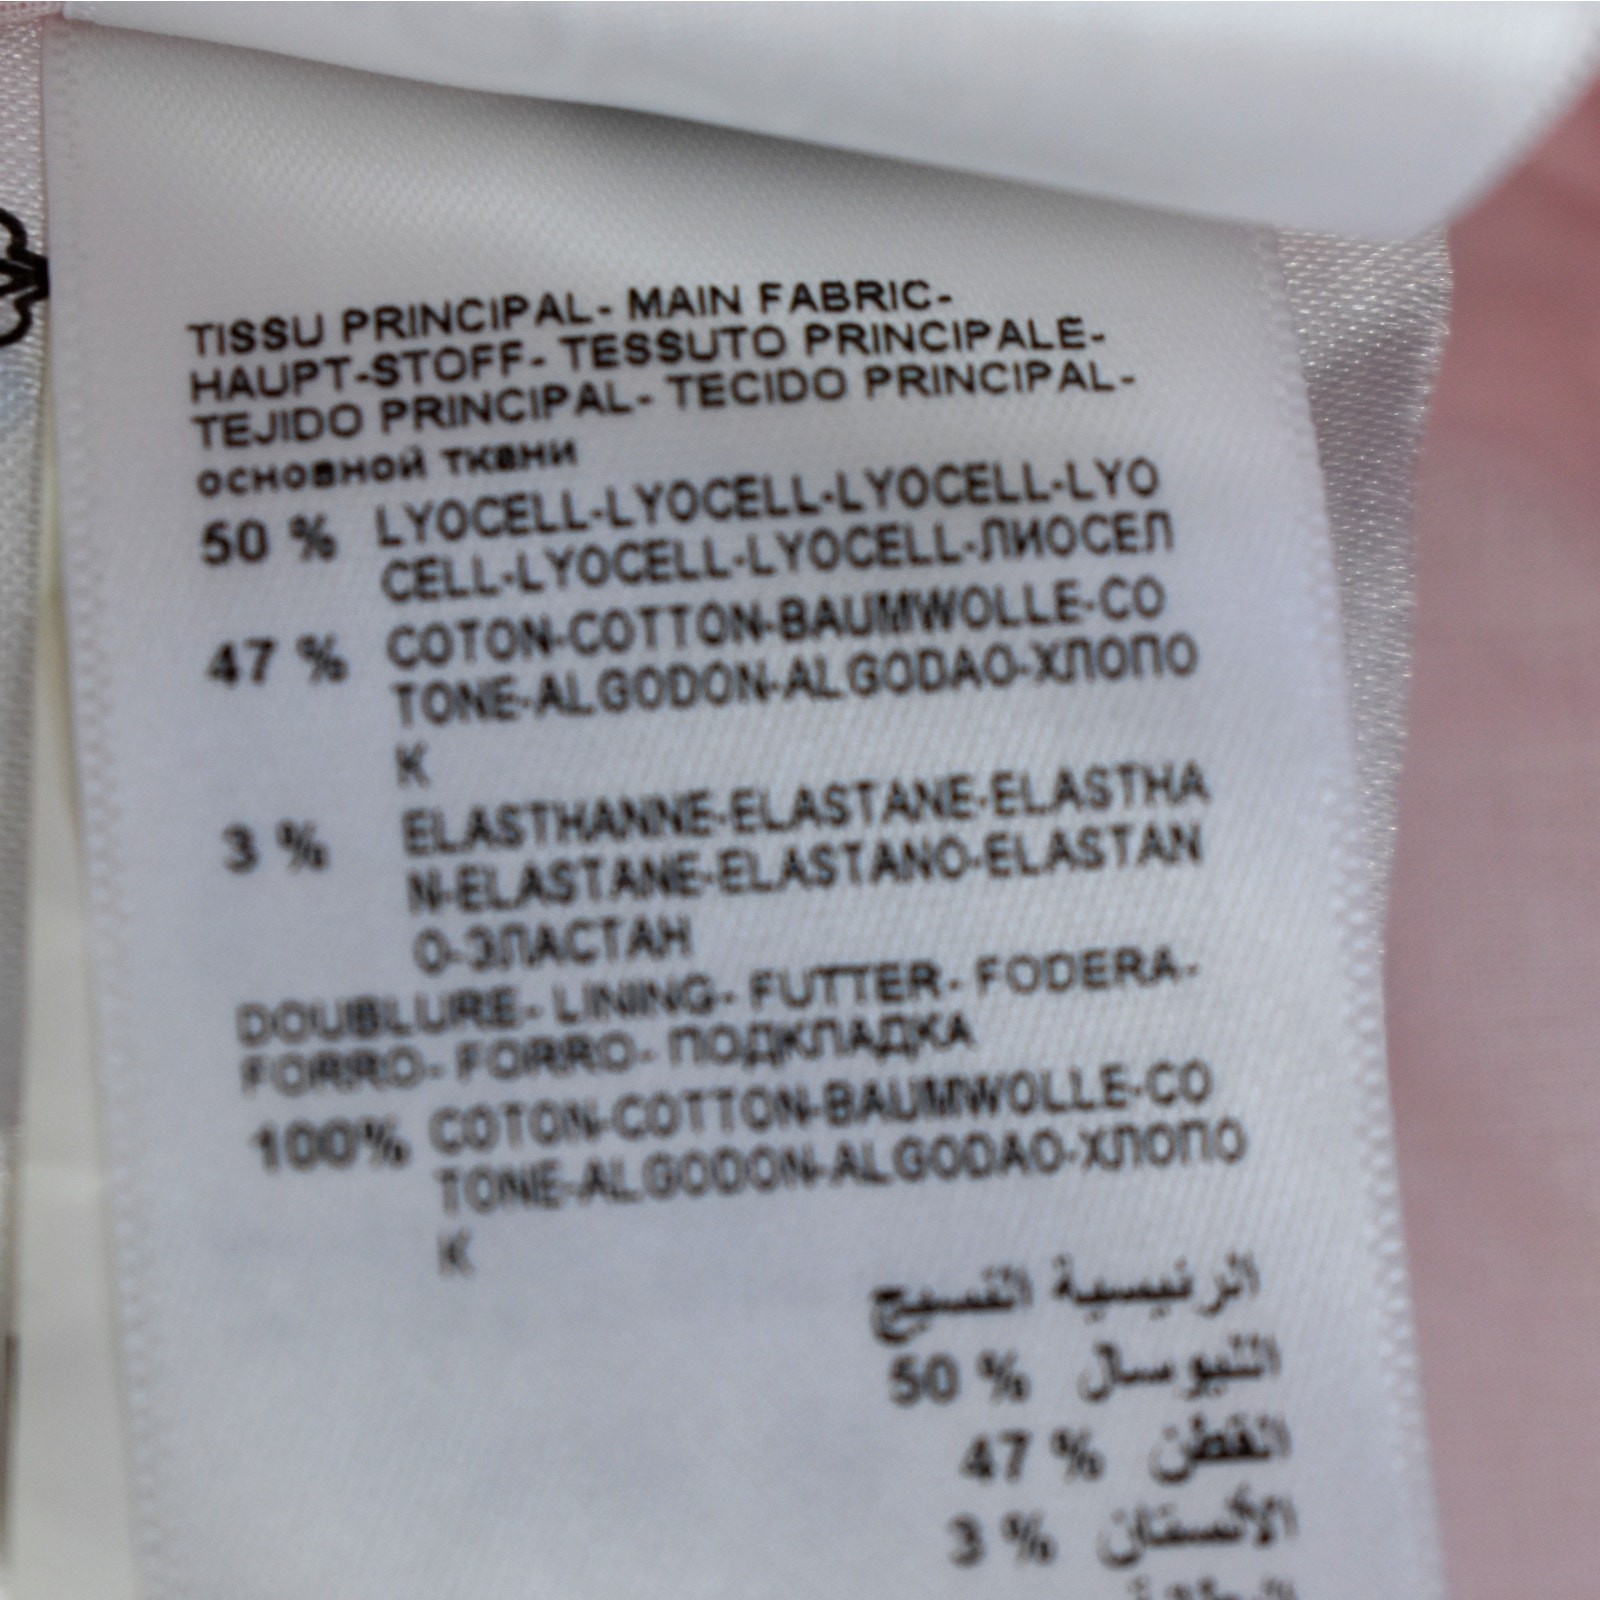 TISSU PRINCIPAL- MAIN FABRIC-
HAUPT-STOFF- TESSUTO PRINCIPALE-
TEJIDO PRINCIPAL- TECIDO PRINCIPAL-
основной ткани
50 % LYOCELL-LYOCELL-LYOCELL-LYO
CELL-LYOCELL-LYOCELL-ЛИОСЕЛ
47 % COTON-COTTON-BAUMWOLLE-CO
TONE-ALGODON-ALGODAO-ХЛОПО
К
3 % ELASTHANNE-ELASTANE-ELASTHA
N-ELASTANE-ELASTANO-ELASTAN
O-ЭЛАСТАН
DOUBLURE- LINING- FUTTER- FODERA-
FORRO- FORRO- ПОДКЛАДКА
100% COTON-COTTON-BAUMWOLLE-CO
TONE-ALGODON-ALGODAO-ХЛОПО
К
الرئيسية النسيج
50 % الليوسال
47 % القطن
3 % الألستان